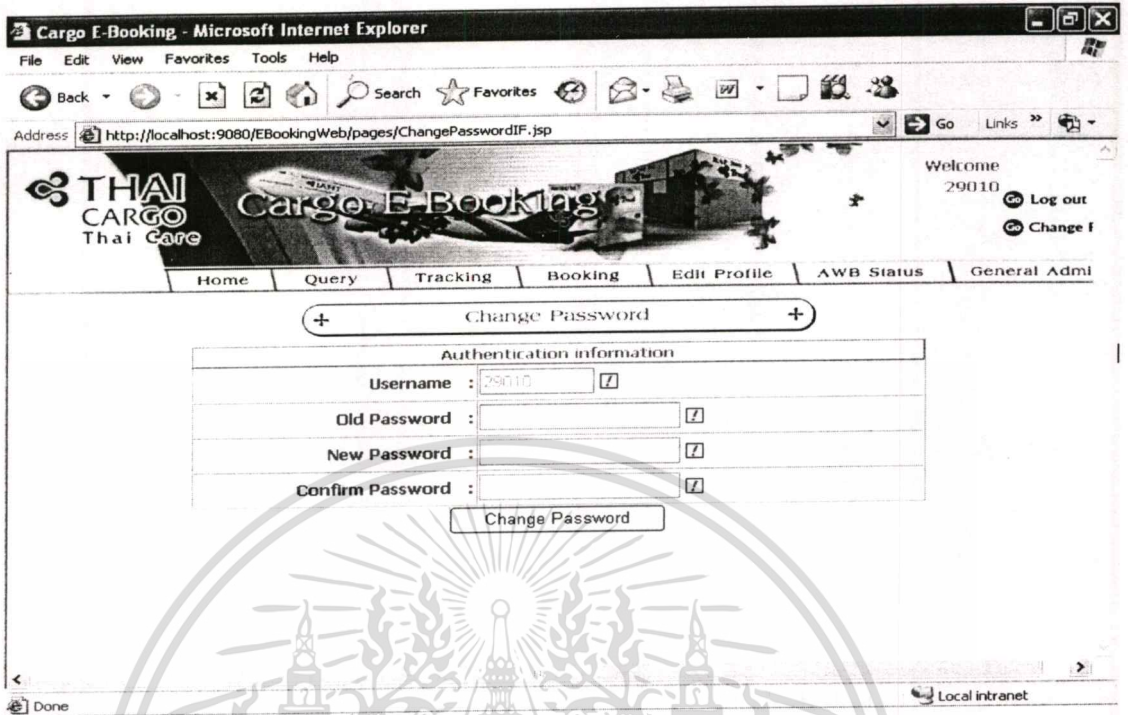 Cargo E-Booking - Microsoft Internet Explorer
File Edit View Favorites Tools Help
Back Search Favorites
Address http://localhost:9080/EBookingWeb/pages/ChangePasswordIF.jsp Go Links »
THAI
CARGO
Thai Care
Cargo E-Booking
Welcome
29010
Go Log out
Go Change F
Home Query Tracking Booking Edit Profile AWB Status General Admi
Change Password
Authentication information
Username : 29010
Old Password :
New Password :
Confirm Password :
Change Password
Done Local intranet